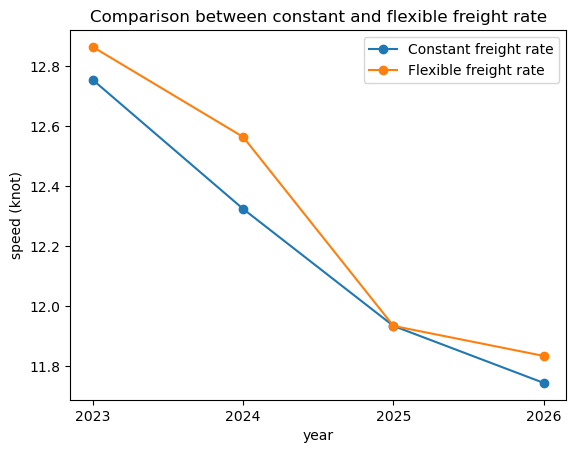 Comparison between constant and flexible freight rate
Constant freight rate
Flexible freight rate
speed (knot)
12.8
12.6
12.4
12.2
12.0
11.8
2023 2024 2025 2026
year